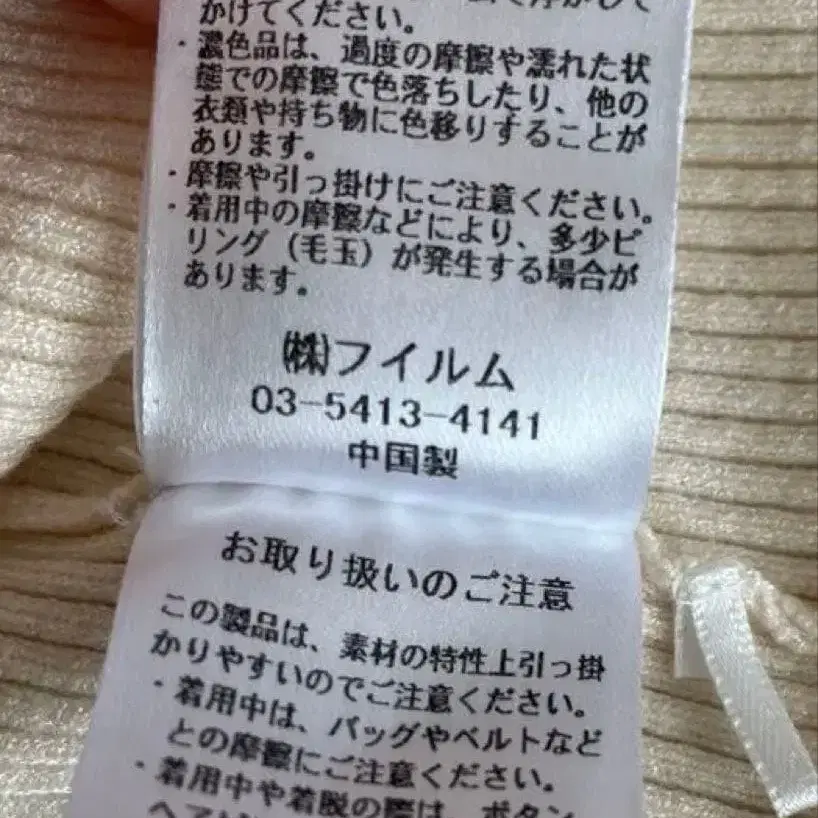 かけてください。
・濃色品は、過度の摩擦や濡れた状
態での摩擦で色落ちしたり、他の
衣類や持ち物に色移りすることが
あります。
・摩擦や引っ掛けにご注意ください。
・着用中の摩擦などにより、多少ピ
リング（毛玉）が発生する場合が
あります。
㈱フイルム
03-5413-4141
中国製
お取り扱いのご注意
この製品は、素材の特性上引っ掛
かりやすいのでご注意ください。
・着用中は、バッグやベルトなど
との摩擦にご注意ください。
・着用中や着脱の際は、ボタン